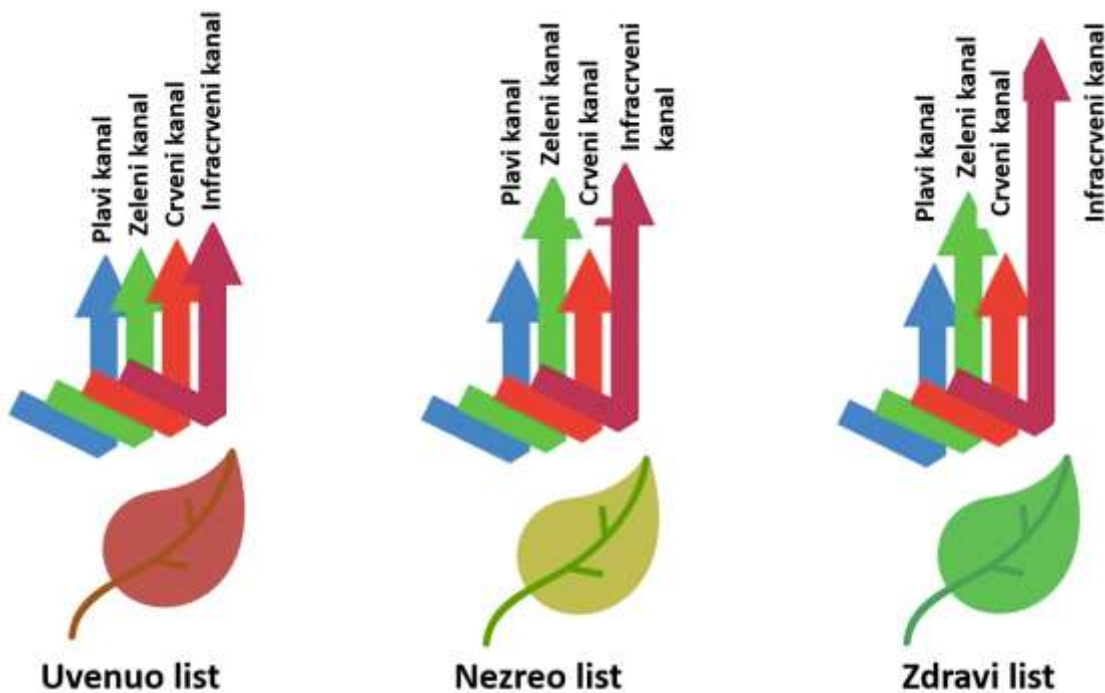 Plavi kanal
Zeleni kanal
Crveni kanal
Infracrveni kanal
Plavi kanal
Zeleni kanal
Crveni kanal
Infracrveni
kanal
Plavi kanal
Zeleni kanal
Crveni kanal
Infracrveni kanal
Uvenuo list
Nezreo list
Zdravi list